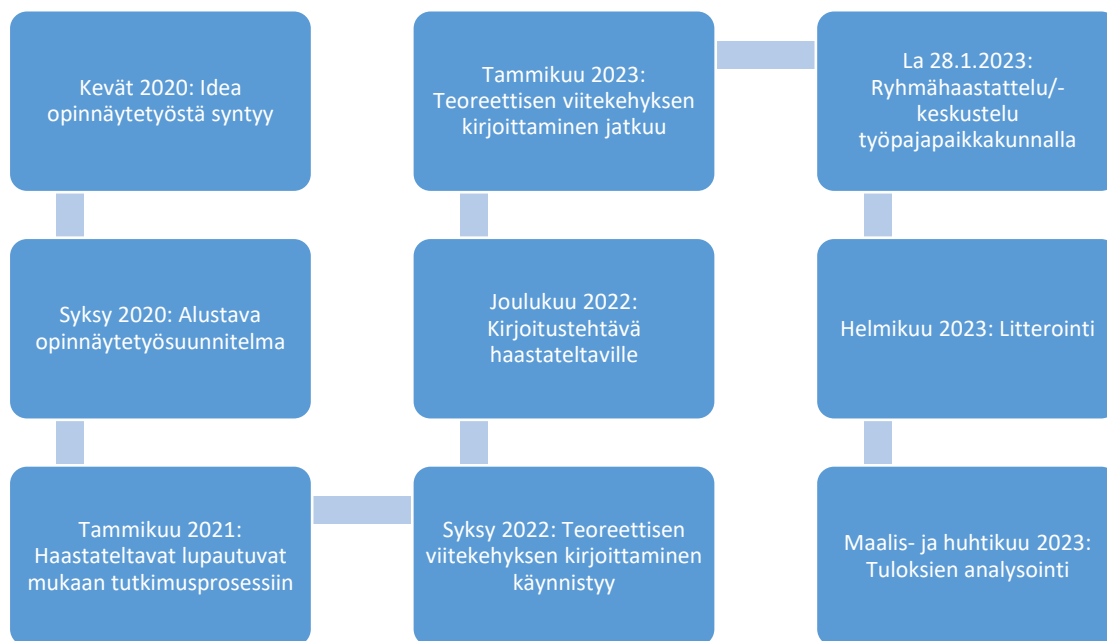 Kevät 2020: Idea
opinnäytetyöstä syntyy
Syksy 2020: Alustava
opinnäytetyösuunnitelma
Tammikuu 2021:
Haastateltavat lupautuvat
mukaan tutkimusprosessiin
Syksy 2022: Teoreettisen
viitekehyksen kirjoittaminen
käynnistyy
Joulukuu 2022:
Kirjoitustehtävä
haastateltaville
Tammikuu 2023:
Teoreettisen viitekehyksen
kirjoittaminen jatkuu
La 28.1.2023:
Ryhmähaastattelu/-
keskustelu
työpajapaikkakunnalla
Helmikuu 2023: Litterointi
Maalis- ja huhtikuu 2023:
Tuloksien analysointi